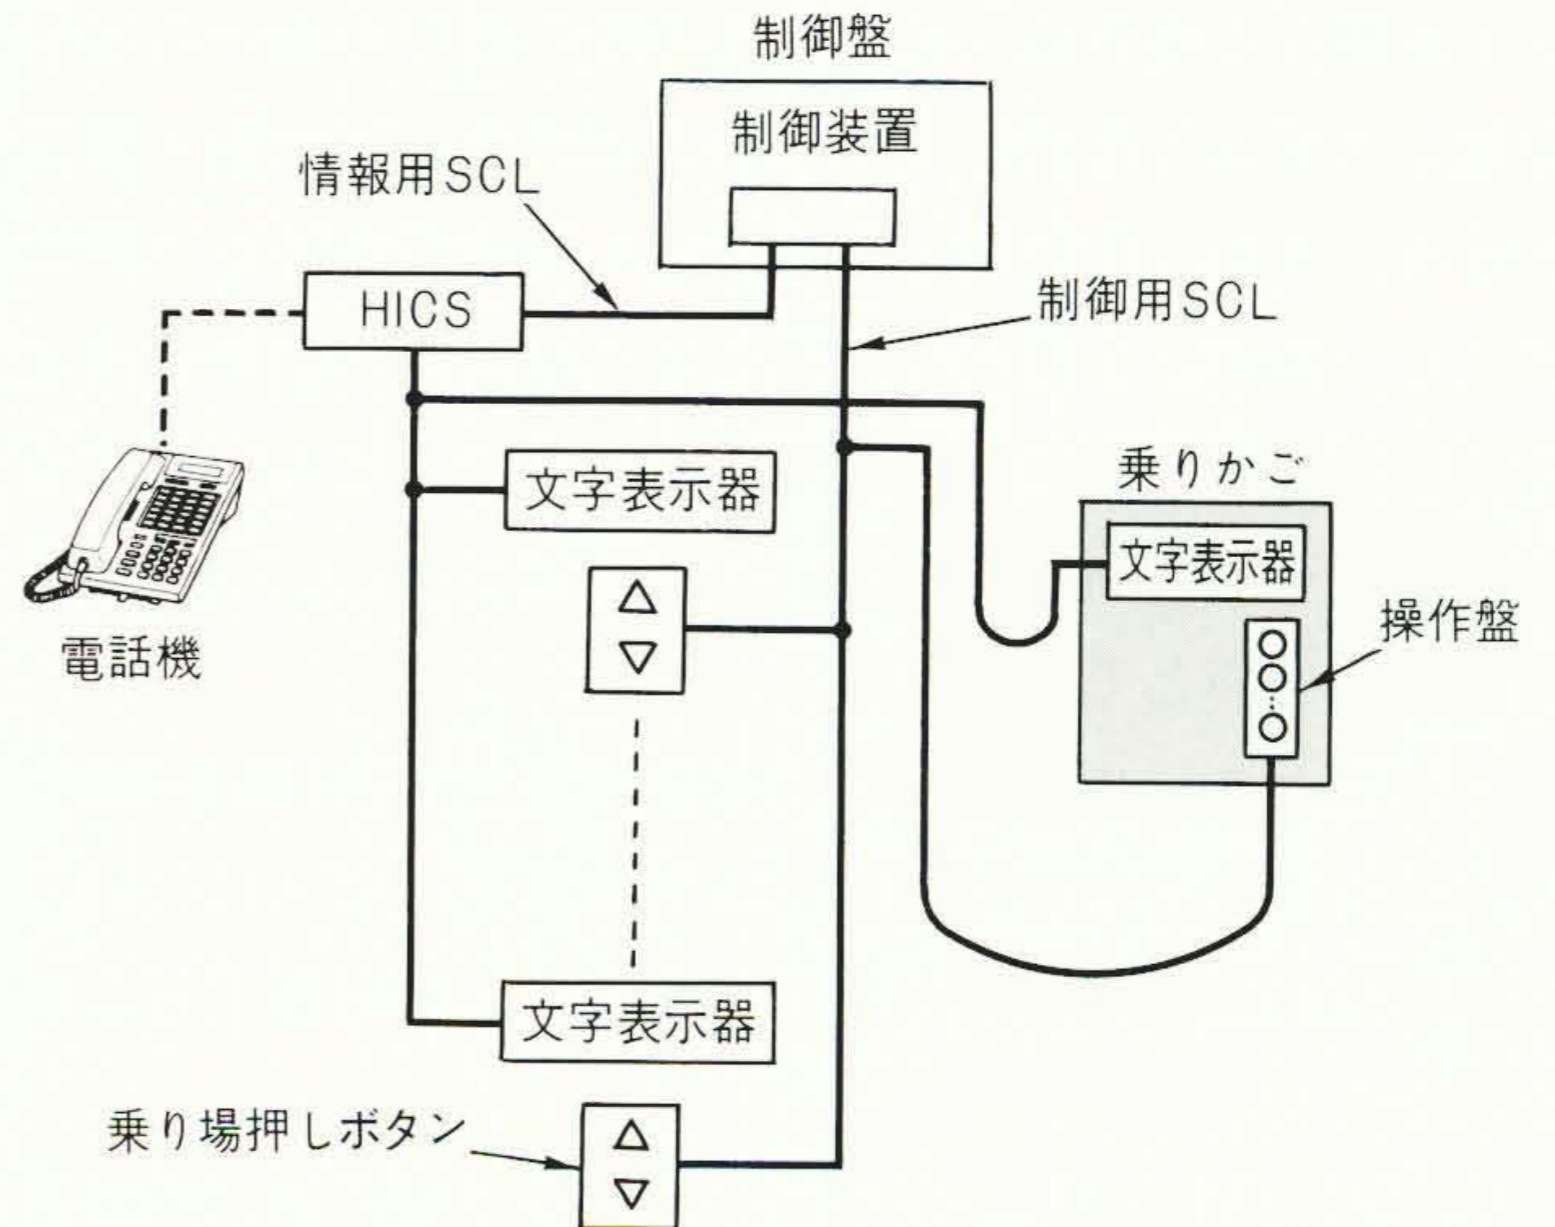 制御盤
制御装置
情報用SCL
HICS
制御用SCL
文字表示器
乗りかご
文字表示器
操作盤
電話機
文字表示器
乗り場押しボタン